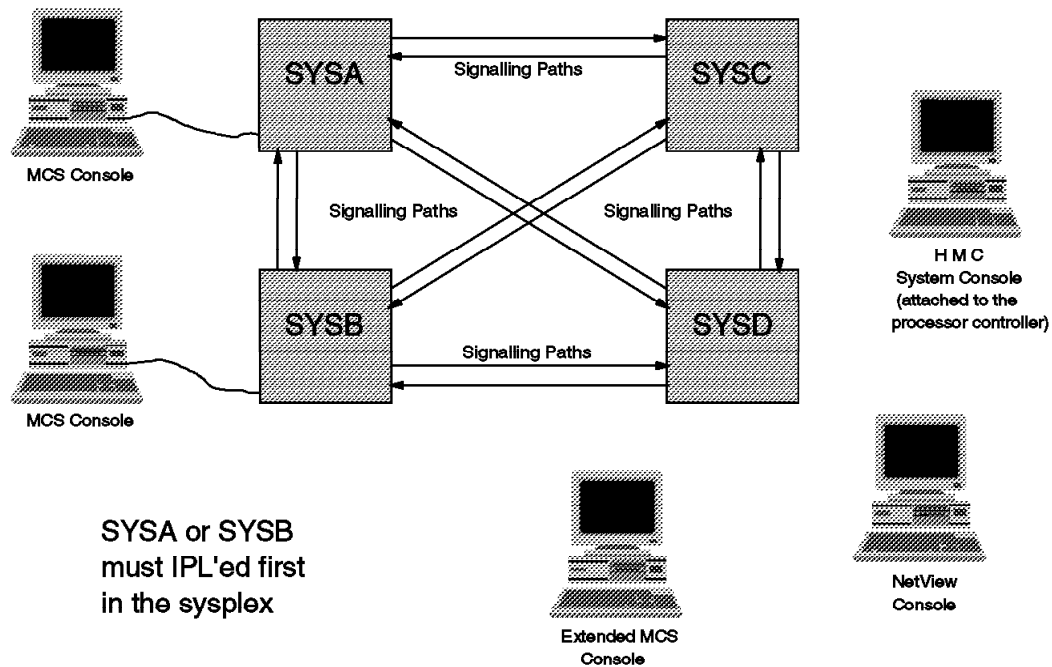 SYSA
SYSC
Signalling Paths
MCS Console
Signalling Paths
Signalling Paths
H M C
System Console
(attached to the
processor controller)
SYSB
SYSD
Signalling Paths
MCS Console
SYSA or SYSB
must IPL'ed first
in the sysplex
NetView
Console
Extended MCS
Console